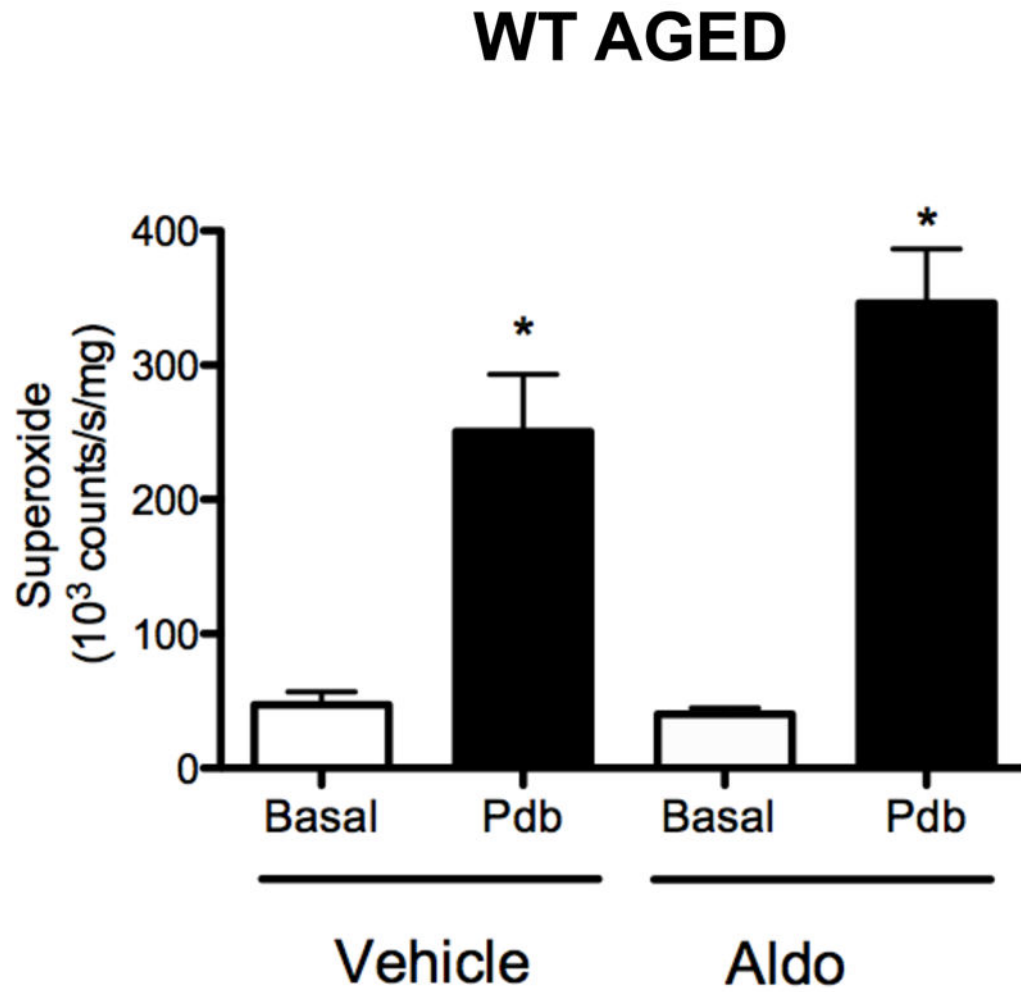 WT AGED
400
*
*
300
200
100
0
Superoxide
(10³ counts/s/mg)
Basal Pdb Basal Pdb
Vehicle Aldo